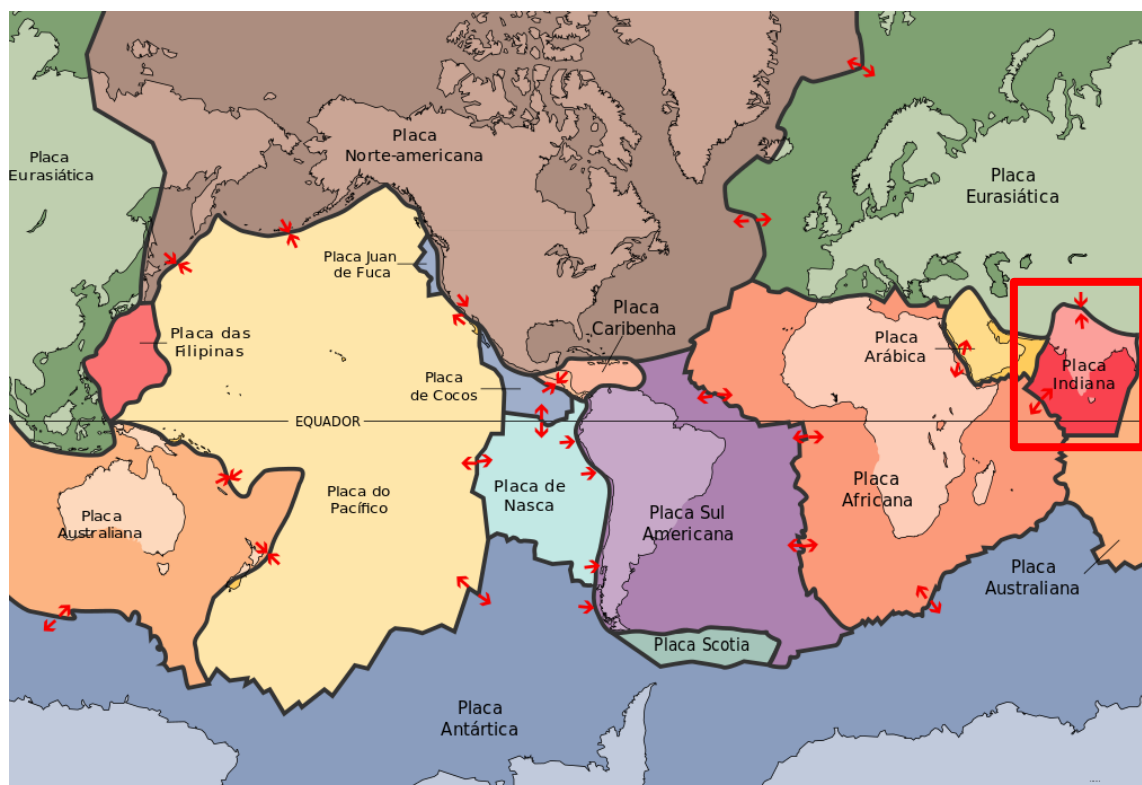 Placa
Norte-americana
Placa
Eurasiática
Placa
Eurasiática
Placa Juan
de Fuca
Placa
Caribenha
Placa das
Filipinas
Placa
Arábica
Placa
Indiana
Placa
de Cocos
EQUADOR
Placa do
Pacífico
Placa de
Nasca
Placa
Africana
Placa Sul
Americana
Placa
Australiana
Placa
Australiana
Placa Scotia
Placa
Antártica